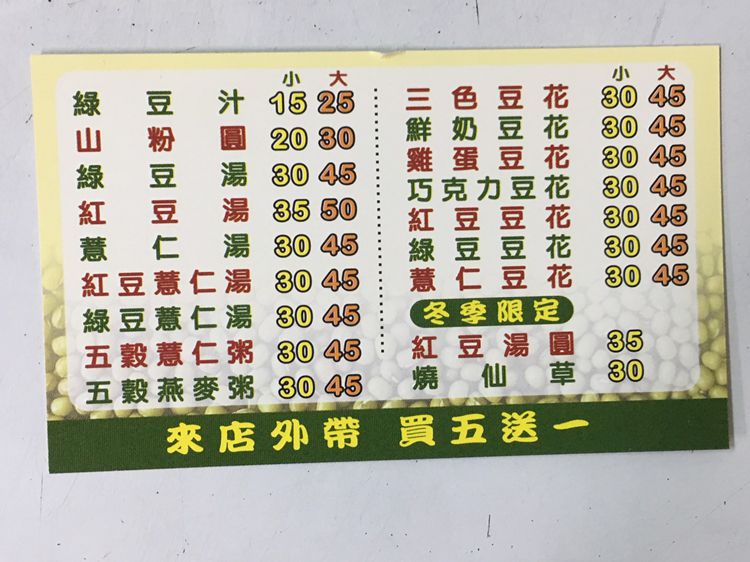 小 大
綠豆汁 15 25
山粉圓 20 30
綠豆湯 30 45
紅豆湯 35 50
薏仁湯 30 45
紅豆薏仁湯 30 45
綠豆薏仁湯 30 45
五穀薏仁粥 30 45
五穀燕麥粥 30 45
小 大
三色豆花 30 45
鮮奶豆花 30 45
雞蛋豆花 30 45
巧克力豆花 30 45
紅豆豆花 30 45
綠豆豆花 30 45
薏仁豆花 30 45
冬季限定
紅豆湯圓 35
燒仙草 30
來店外帶 買五送一